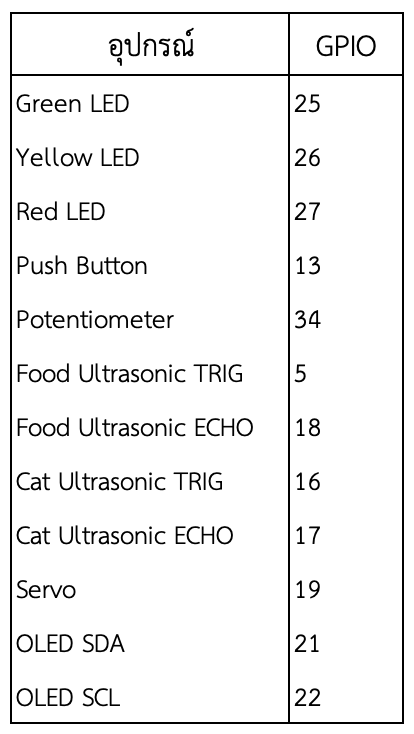 อุปกรณ์ GPIO
Green LED 25
Yellow LED 26
Red LED 27
Push Button 13
Potentiometer 34
Food Ultrasonic TRIG 5
Food Ultrasonic ECHO 18
Cat Ultrasonic TRIG 16
Cat Ultrasonic ECHO 17
Servo 19
OLED SDA 21
OLED SCL 22